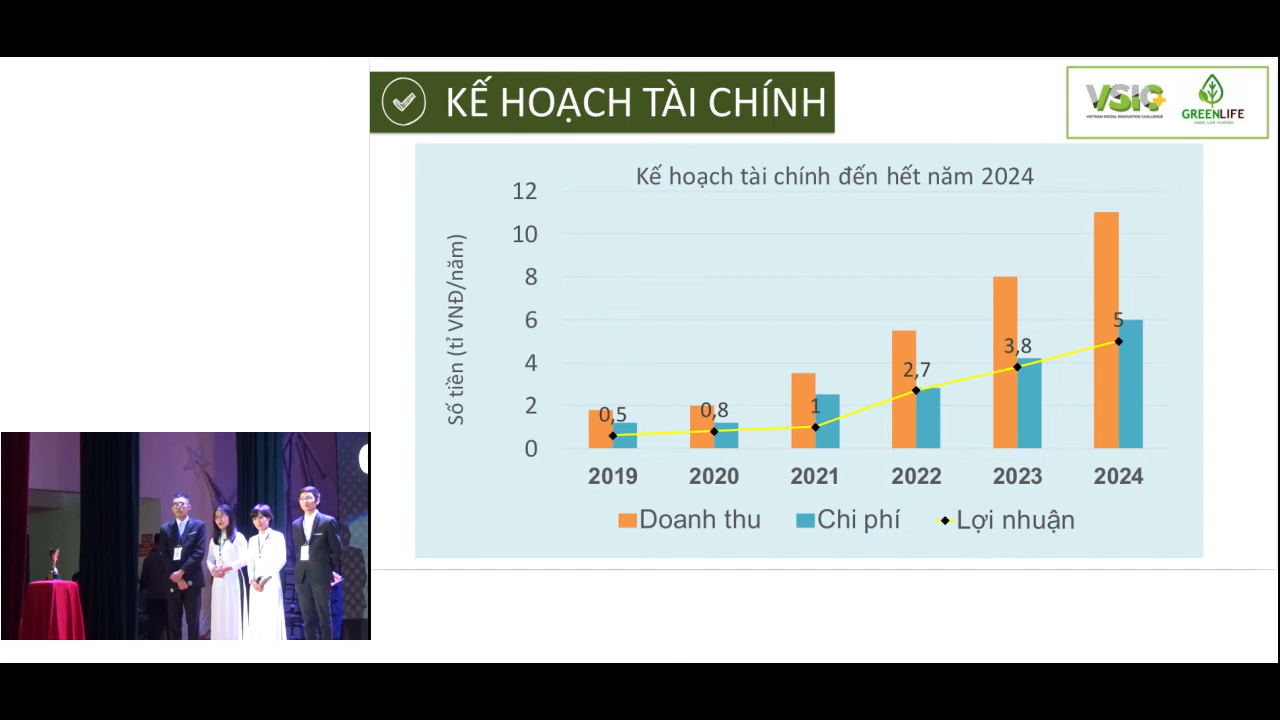 KẾ HOẠCH TÀI CHÍNH
VSIC+
VIETNAM SOCIAL INNOVATION CHALLENGE
GREENLIFE
Kế hoạch tài chính đến hết năm 2024
Số tiền (tỉ VNĐ/năm)
12
10
8
6
4
2
0
0,5
0,8
1
2,7
3,8
5
2019 2020 2021 2022 2023 2024
Doanh thu Chi phí Lợi nhuận